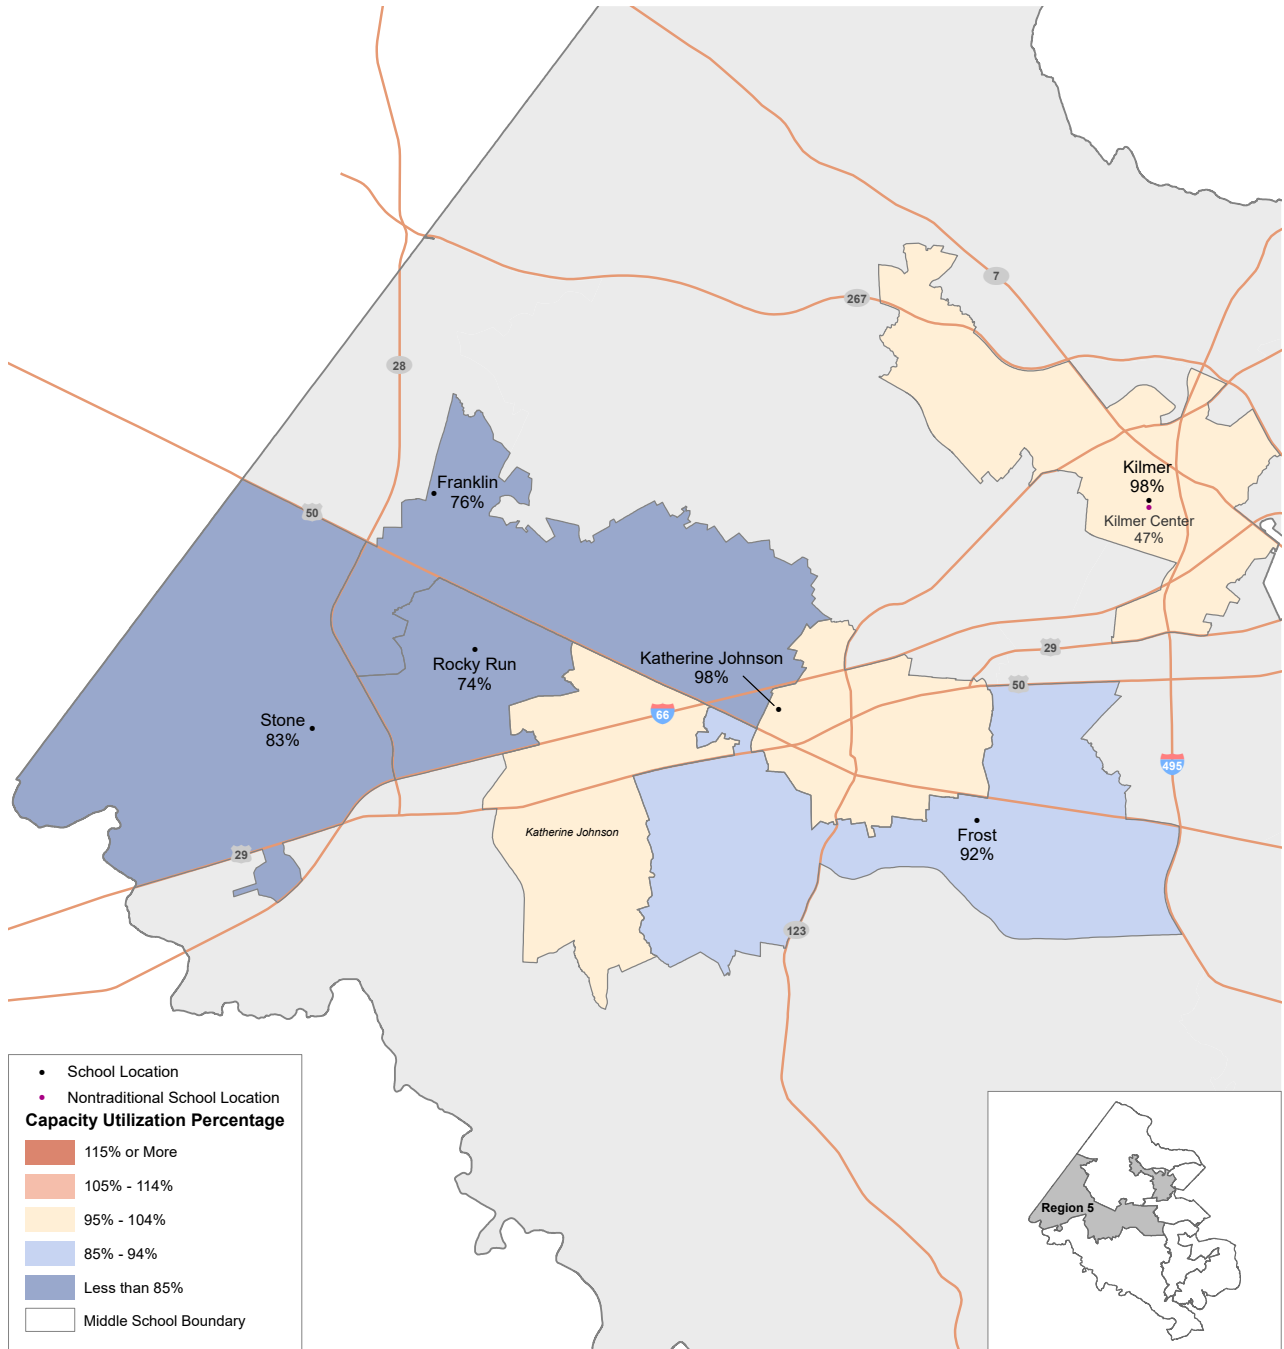 7
267
28
Kilmer
98%
Kilmer Center
47%
Franklin
76%
50
29
Katherine Johnson
98%
Rocky Run
74%
50
66
Stone
83%
495
Katherine Johnson
Frost
92%
29
123
School Location
Nontraditional School Location
Capacity Utilization Percentage
115% or More
105% - 114%
95% - 104%
85% - 94%
Less than 85%
Middle School Boundary
Region 5